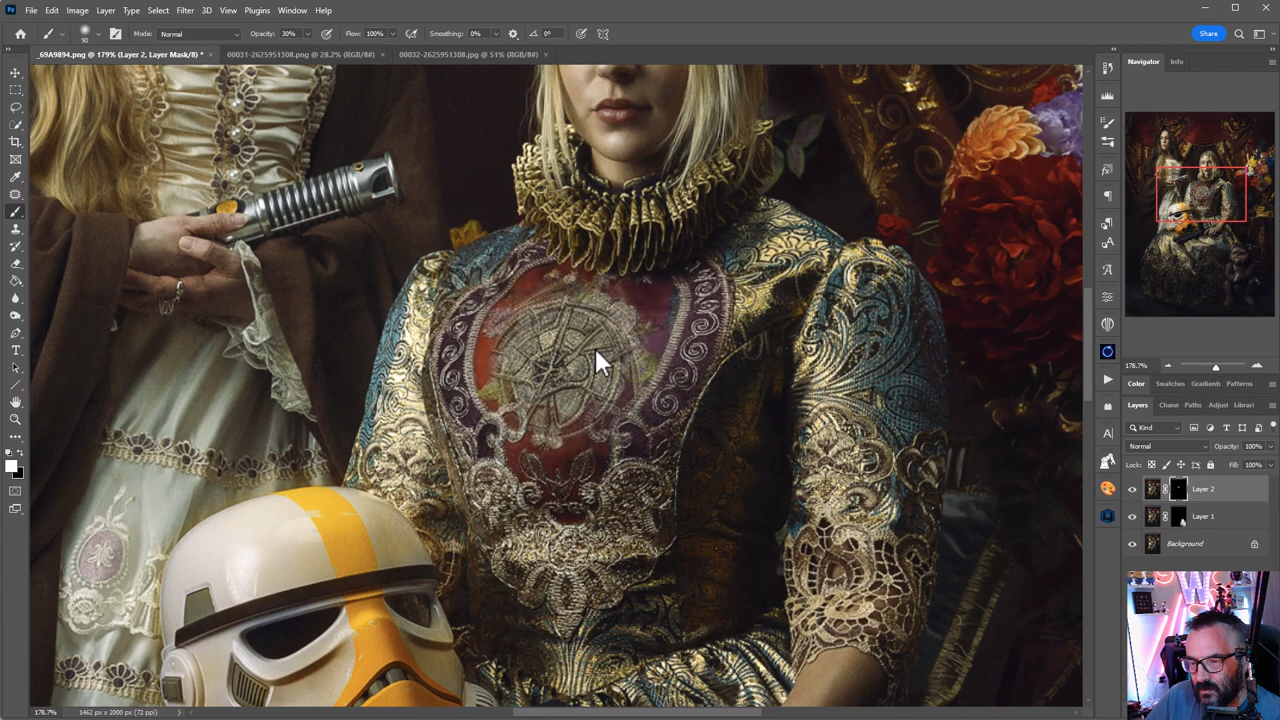 Ps File Edit Image Layer Type Select Filter 3D View Plugins Window Help
90 Mode: Normal Opacity: 30% Flow: 100% Smoothing: 0% 0° Share
_69A9894.png @ 179% (Layer 2, Layer Mask/8) * × 00031-2625951308.png @ 28.2% (RGB/8#) × 00032-2625951308.jpg @ 51% (RGB/8#) ×
Navigator Info
178.7%
Color Swatches Gradients Patterns
Layers Chann Paths Adjust Librari
Kind
Normal Opacity: 100%
Lock: Fill: 100%
Layer 2
Layer 1
Background
178.7% 1462 px x 2000 px (72 ppi)